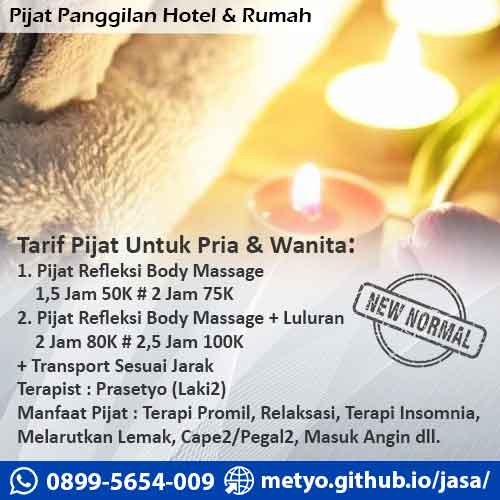 Pijat Panggilan Hotel & Rumah
Tarif Pijat Untuk Pria & Wanita:
1. Pijat Refleksi Body Massage
1,5 Jam 50K # 2 Jam 75K
2. Pijat Refleksi Body Massage + Luluran
2 Jam 80K # 2,5 Jam 100K
+ Transport Sesuai Jarak
Terapist : Prasetyo (Laki2)
Manfaat Pijat : Terapi Promil, Relaksasi, Terapi Insomnia,
Melarutkan Lemak, Cape2/Pegal2, Masuk Angin dll.
NEW NORMAL
0899-5654-009 metyo.github.io/jasa/